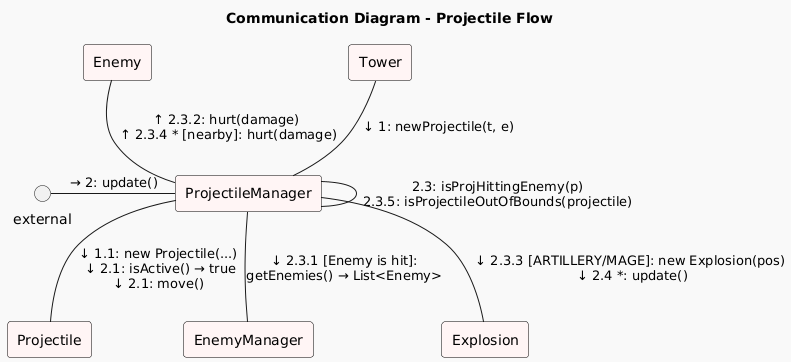 Communication Diagram - Projectile Flow
Enemy
Tower
↑ 2.3.2: hurt(damage)
↑ 2.3.4 * [nearby]: hurt(damage)
↓ 1: newProjectile(t, e)
→ 2: update()
external
ProjectileManager
2.3: isProjHittingEnemy(p)
2.3.5: isProjectileOutOfBounds(projectile)
↓ 1.1: new Projectile(...)
↓ 2.1: isActive() → true
↓ 2.1: move()
↓ 2.3.1 [Enemy is hit]:
getEnemies() → List<Enemy>
↓ 2.3.3 [ARTILLERY/MAGE]: new Explosion(pos)
↓ 2.4 *: update()
Projectile
EnemyManager
Explosion